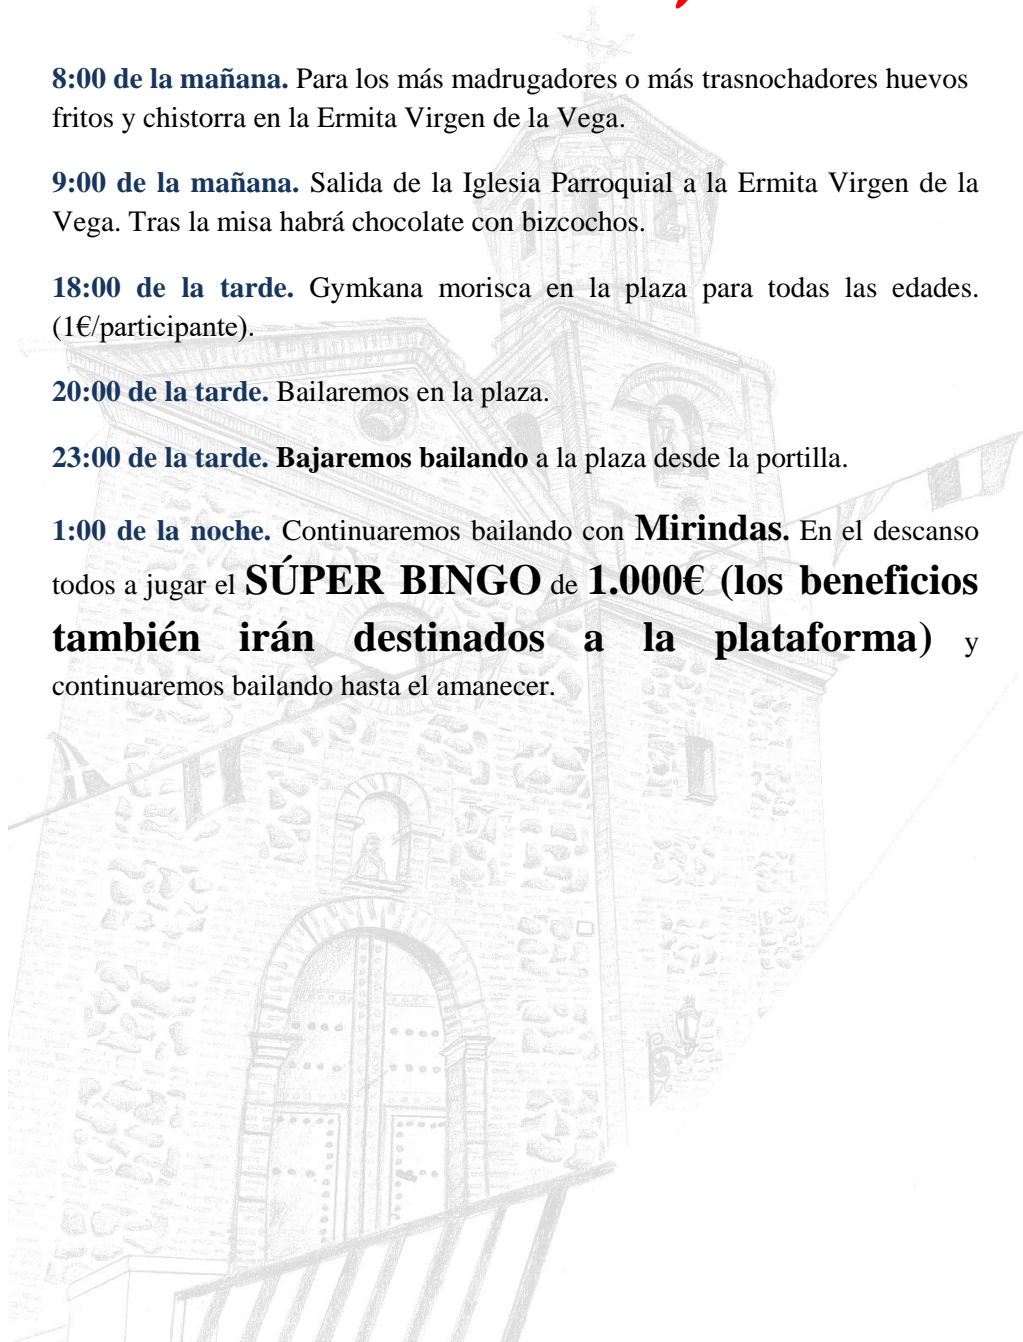 8:00 de la mañana. Para los más madrugadores o más trasnochadores huevos
fritos y chistorra en la Ermita Virgen de la Vega.
9:00 de la mañana. Salida de la Iglesia Parroquial a la Ermita Virgen de la
Vega. Tras la misa habrá chocolate con bizcochos.
18:00 de la tarde. Gymkana morisca en la plaza para todas las edades.
(1€/participante).
20:00 de la tarde. Bailaremos en la plaza.
23:00 de la tarde. Bajaremos bailando a la plaza desde la portilla.
1:00 de la noche. Continuaremos bailando con Mirindas. En el descanso
todos a jugar el SÚPER BINGO de 1.000€ (los beneficios
también irán destinados a la plataforma) y
continuaremos bailando hasta el amanecer.